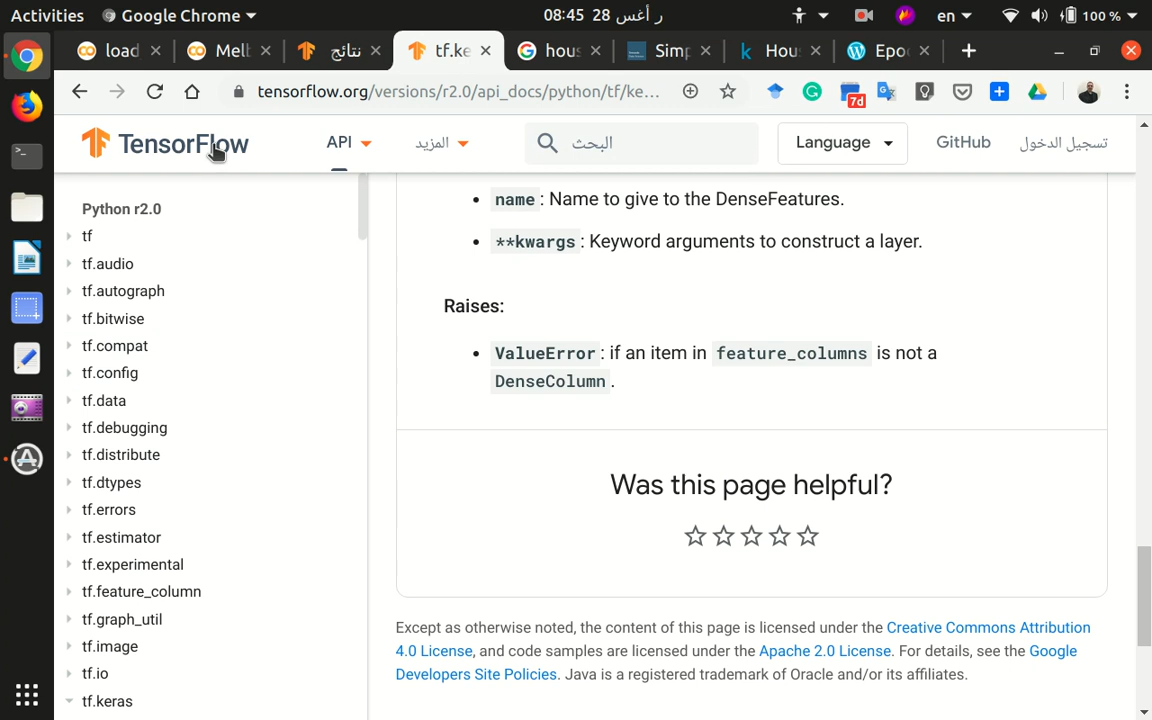 Activities Google Chrome 08:45 28 ر أغس en 100 %
load Mell نتائج tf.ke hous Simp Hou Epoc
tensorflow.org/versions/r2.0/api_docs/python/tf/ke... 7d
TensorFlow API المزيد البحث Language GitHub تسجيل الدخول
Python r2.0
tf
tf.audio
tf.autograph
tf.bitwise
tf.compat
tf.config
tf.data
tf.debugging
tf.distribute
tf.dtypes
tf.errors
tf.estimator
tf.experimental
tf.feature_column
tf.graph_util
tf.image
tf.io
tf.keras
• name: Name to give to the DenseFeatures.
• **kwargs: Keyword arguments to construct a layer.
Raises:
• ValueError: if an item in feature_columns is not a
DenseColumn.
Was this page helpful?
Except as otherwise noted, the content of this page is licensed under the Creative Commons Attribution
4.0 License, and code samples are licensed under the Apache 2.0 License. For details, see the Google
Developers Site Policies. Java is a registered trademark of Oracle and/or its affiliates.